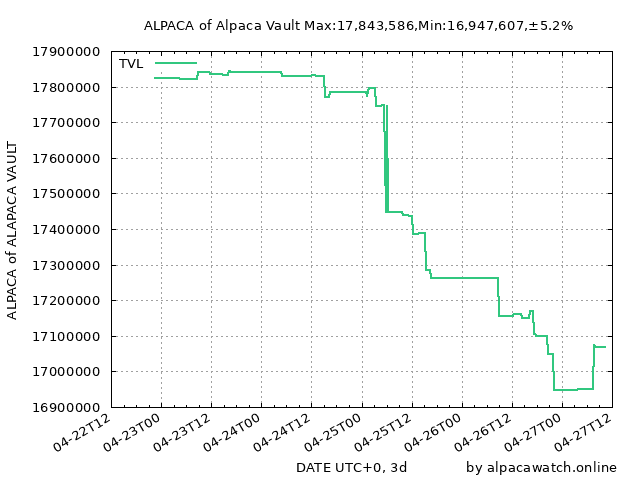 ALPACA of Alpaca Vault Max:17,843,586,Min:16,947,607,±5.2%
TVL
17900000
17800000
17700000
17600000
17500000
17400000
17300000
17200000
17100000
17000000
16900000
ALPACA of ALAPACA VAULT
04-22T12
04-23T00
04-23T12
04-24T00
04-24T12
04-25T00
04-25T12
04-26T00
04-26T12
04-27T00
04-27T12
DATE UTC+0, 3d
by alpacawatch.online